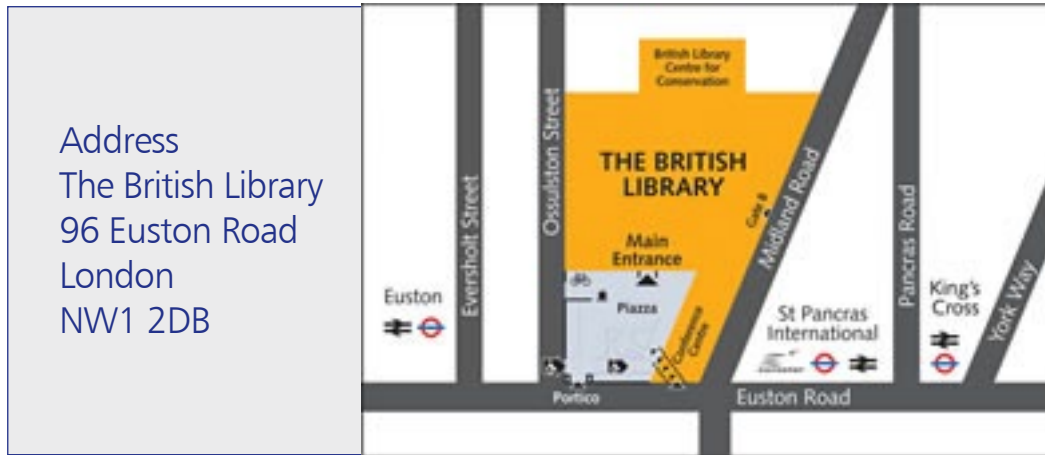 Address
The British Library
96 Euston Road
London
NW1 2DB
British Library
Centre for
Conservation
THE BRITISH
LIBRARY
Ossulston Street
Eversholt Street
Midland Road
Gate 8
Pancras Road
York Way
Main
Entrance
Piazza
Conference
Centre
Euston
St Pancras
International
King's
Cross
Portico
Euston Road